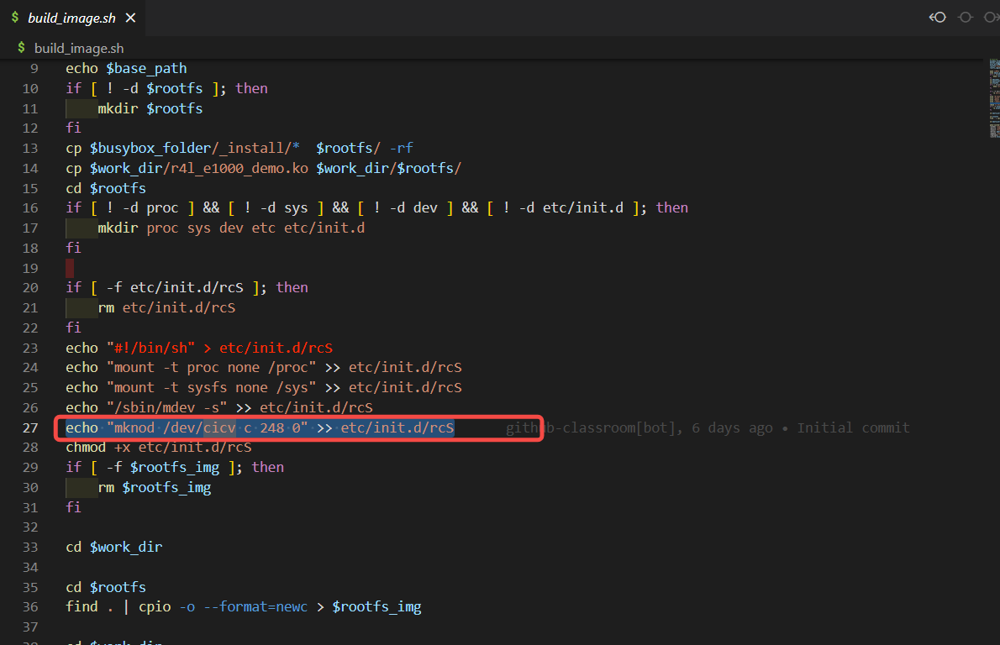 $ build_image.sh ×
$ build_image.sh
9 echo $base_path
10 if [ ! -d $rootfs ]; then
11 mkdir $rootfs
12 fi
13 cp $busybox_folder/_install/*  $rootfs/ -rf
14 cp $work_dir/r4l_e1000_demo.ko $work_dir/$rootfs/
15 cd $rootfs
16 if [ ! -d proc ] && [ ! -d sys ] && [ ! -d dev ] && [ ! -d etc/init.d ]; then
17 mkdir proc sys dev etc etc/init.d
18 fi
19
20 if [ -f etc/init.d/rcS ]; then
21 rm etc/init.d/rcS
22 fi
23 echo "#!/bin/sh" > etc/init.d/rcS
24 echo "mount -t proc none /proc" >> etc/init.d/rcS
25 echo "mount -t sysfs none /sys" >> etc/init.d/rcS
26 echo "/sbin/mdev -s" >> etc/init.d/rcS
27 echo "mknod /dev/cicv c 248 0" >> etc/init.d/rcS github-classroom[bot], 6 days ago • Initial commit
28 chmod +x etc/init.d/rcS
29 if [ -f $rootfs_img ]; then
30 rm $rootfs_img
31 fi
32
33 cd $work_dir
34
35 cd $rootfs
36 find . | cpio -o --format=newc > $rootfs_img
37
38 cd $work_dir